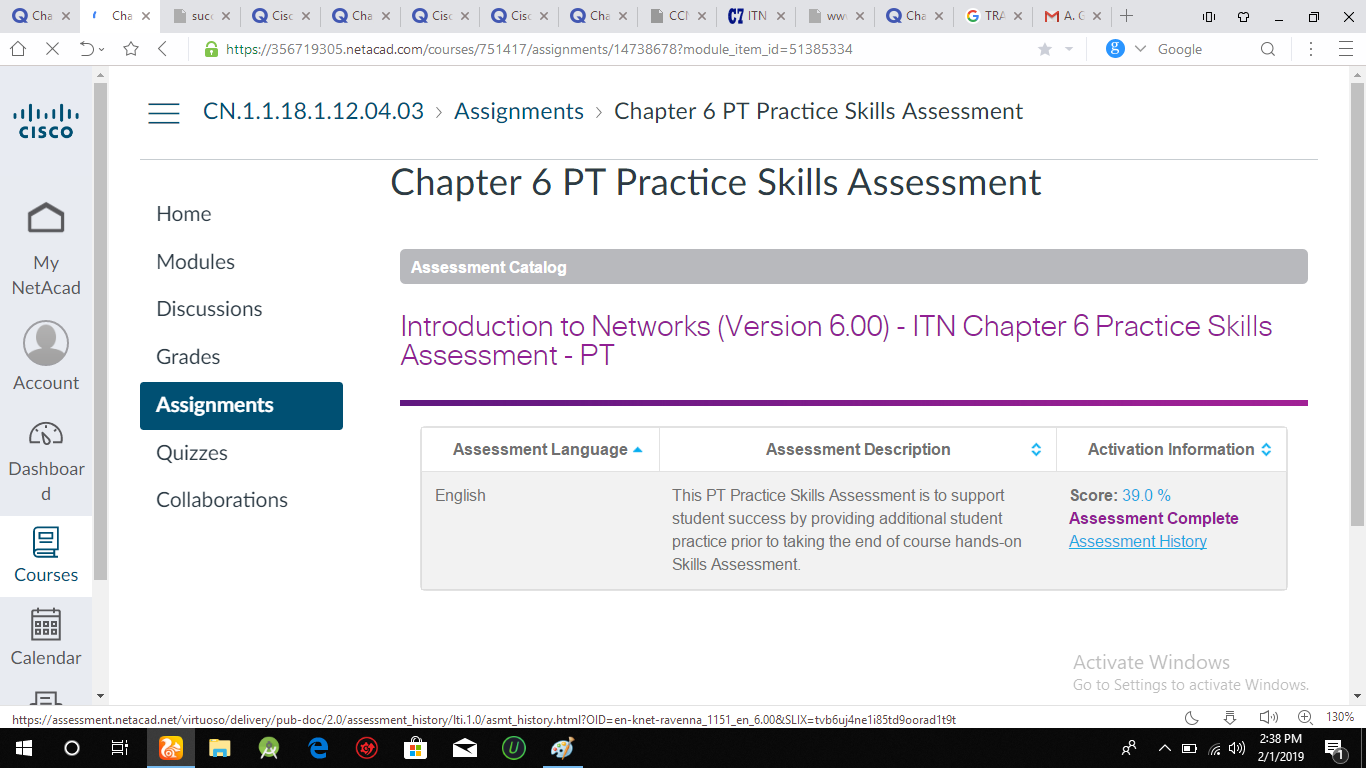 Cha
Cha
succ
Cisc
Cha
Cisc
Cisc
Cha
CCN
C7 ITN
www
Cha
TRA
A. G
https://356719305.netacad.com/courses/751417/assignments/14738678?module_item_id=51385334
Google
CISCO
My
NetAcad
Account
Dashboar
d
Courses
Calendar
CN.1.1.18.1.12.04.03 › Assignments › Chapter 6 PT Practice Skills Assessment
Home
Modules
Discussions
Grades
Assignments
Quizzes
Collaborations
Chapter 6 PT Practice Skills Assessment
Assessment Catalog
Introduction to Networks (Version 6.00) - ITN Chapter 6 Practice Skills
Assessment - PT
Assessment Language
Assessment Description
Activation Information
English
This PT Practice Skills Assessment is to support
student success by providing additional student
practice prior to taking the end of course hands-on
Skills Assessment.
Score: 39.0 %
Assessment Complete
Assessment History
Activate Windows
Go to Settings to activate Windows.
https://assessment.netacad.net/virtuoso/delivery/pub-doc/2.0/assessment_history/lti.1.0/asmt_history.html?OID=en-knet-ravenna_1151_en_6.00&SLIX=tvb6uj4ne1i85td9oorad1t9t
130%
2:38 PM
2/1/2019
1